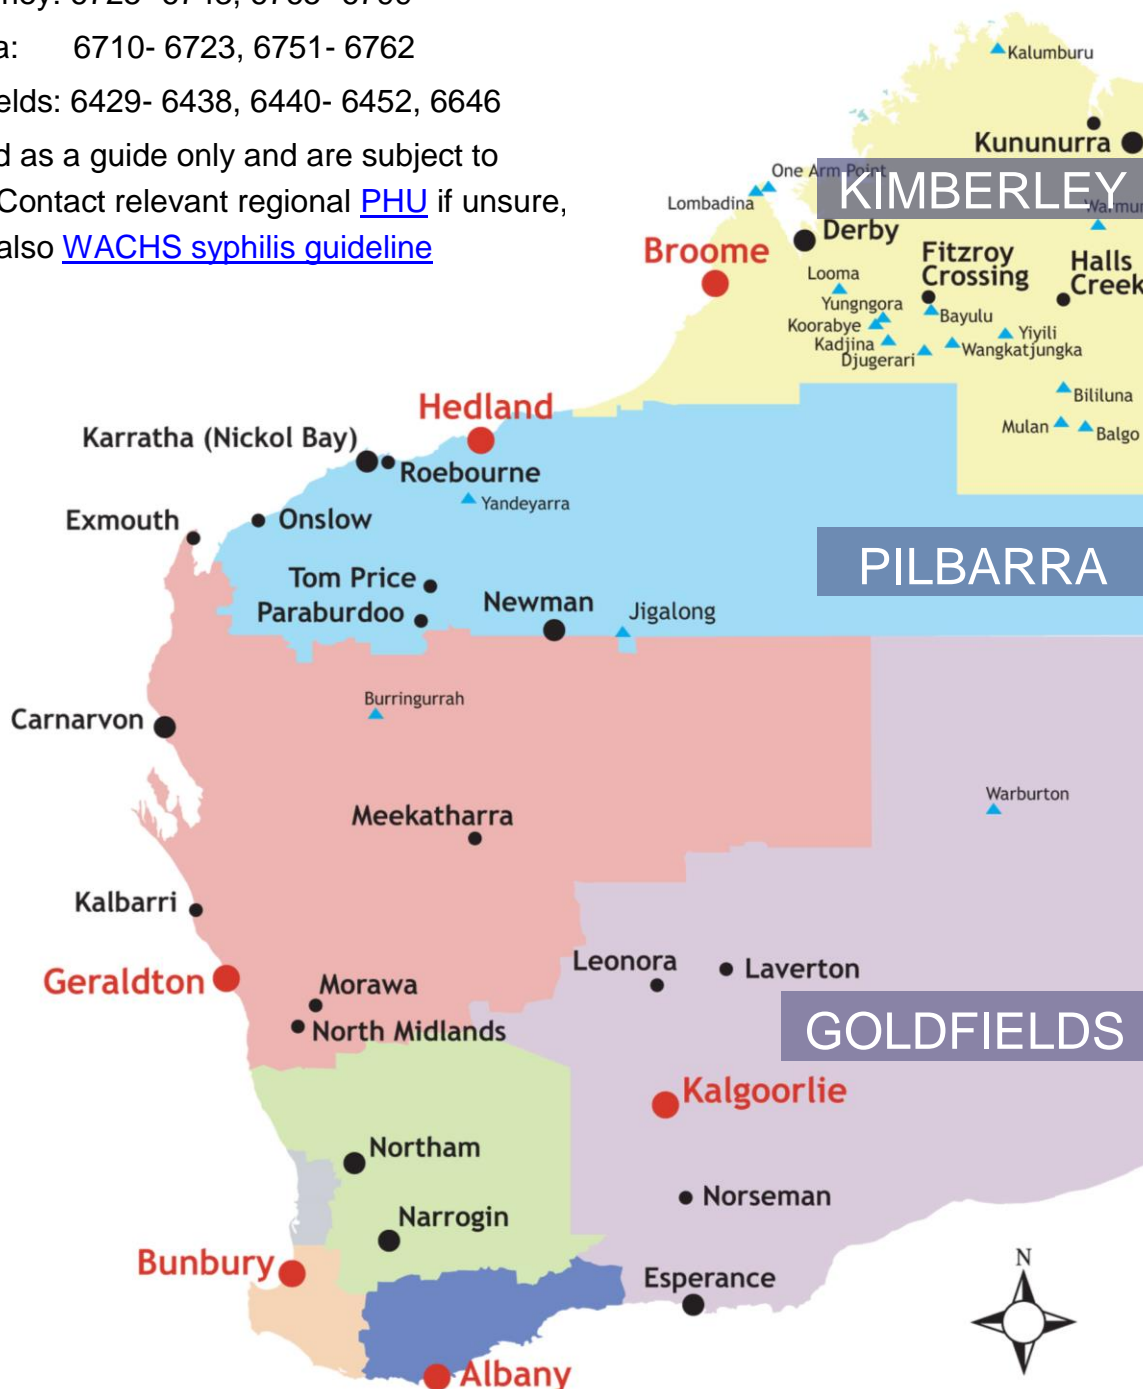 a: 6710- 6723, 6751- 6762
elds: 6429- 6438, 6440- 6452, 6646
d as a guide only and are subject to
Contact relevant regional PHU if unsure,
also WACHS syphilis guideline
Kalumburu
Kununurra
One Arm Point
KIMBERLEY
Lombadina
Warmun
Derby
Broome
Fitzroy
Crossing
Halls
Creek
Looma
Yungngora
Bayulu
Koorabye
Yiyili
Kadjina
Wangkatjungka
Djugerari
Bililuna
Hedland
Mulan
Balgo
Karratha (Nickol Bay)
Roebourne
Yandeyarra
Exmouth
Onslow
PILBARRA
Tom Price
Newman
Paraburdoo
Jigalong
Burringurrah
Carnarvon
Warburton
Meekatharra
Kalbarri
Leonora
Laverton
Geraldton
Morawa
North Midlands
GOLDFIELDS
Kalgoorlie
Northam
Norseman
Narrogin
Bunbury
N
Esperance
Albany